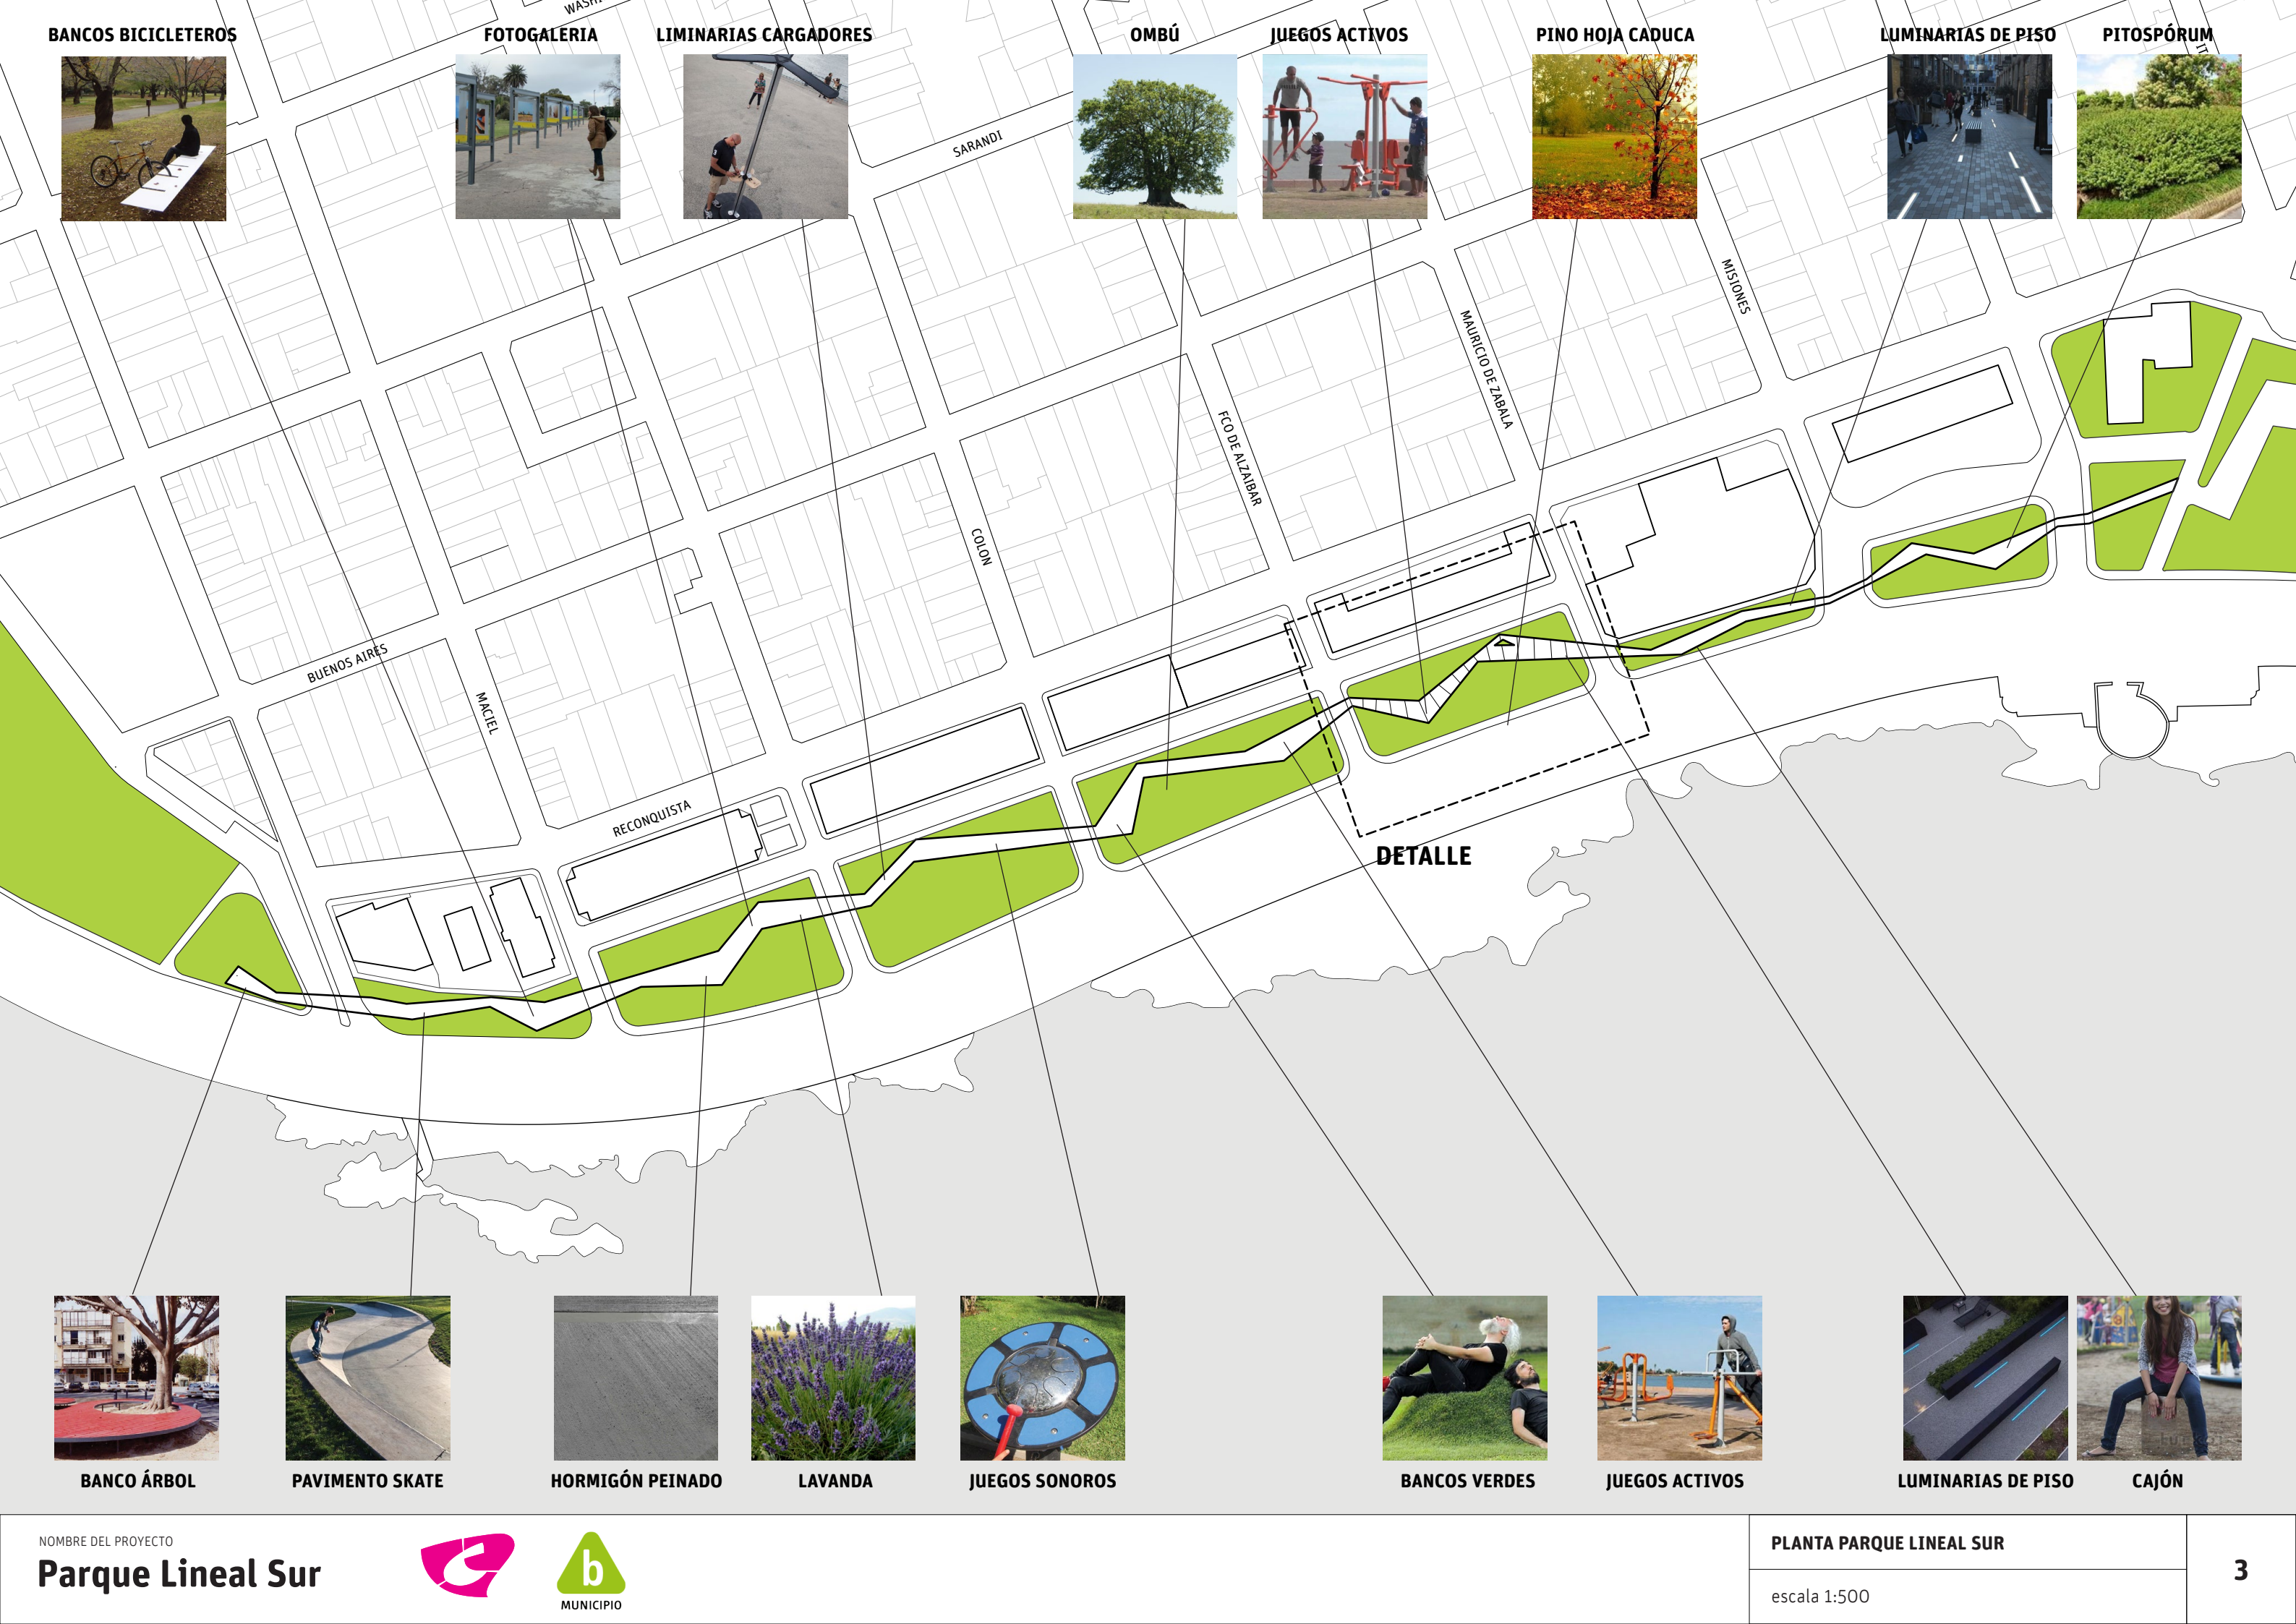 BANCOS BICICLETEROS
FOTOGALERIA
LIMINARIAS CARGADORES
OMBÚ
JUEGOS ACTIVOS
PINO HOJA CADUCA
LUMINARIAS DE PISO
PITOSPÓRUM
SARANDI
MISIONES
MAURICIO DE ZABALA
FCO DE ALZAIBAR
COLON
BUENOS AIRES
MACIEL
RECONQUISTA
DETALLE
BANCO ÁRBOL
PAVIMENTO SKATE
HORMIGÓN PEINADO
LAVANDA
JUEGOS SONOROS
BANCOS VERDES
JUEGOS ACTIVOS
LUMINARIAS DE PISO
CAJÓN
NOMBRE DEL PROYECTO
Parque Lineal Sur
b
MUNICIPIO
PLANTA PARQUE LINEAL SUR
escala 1:500
3